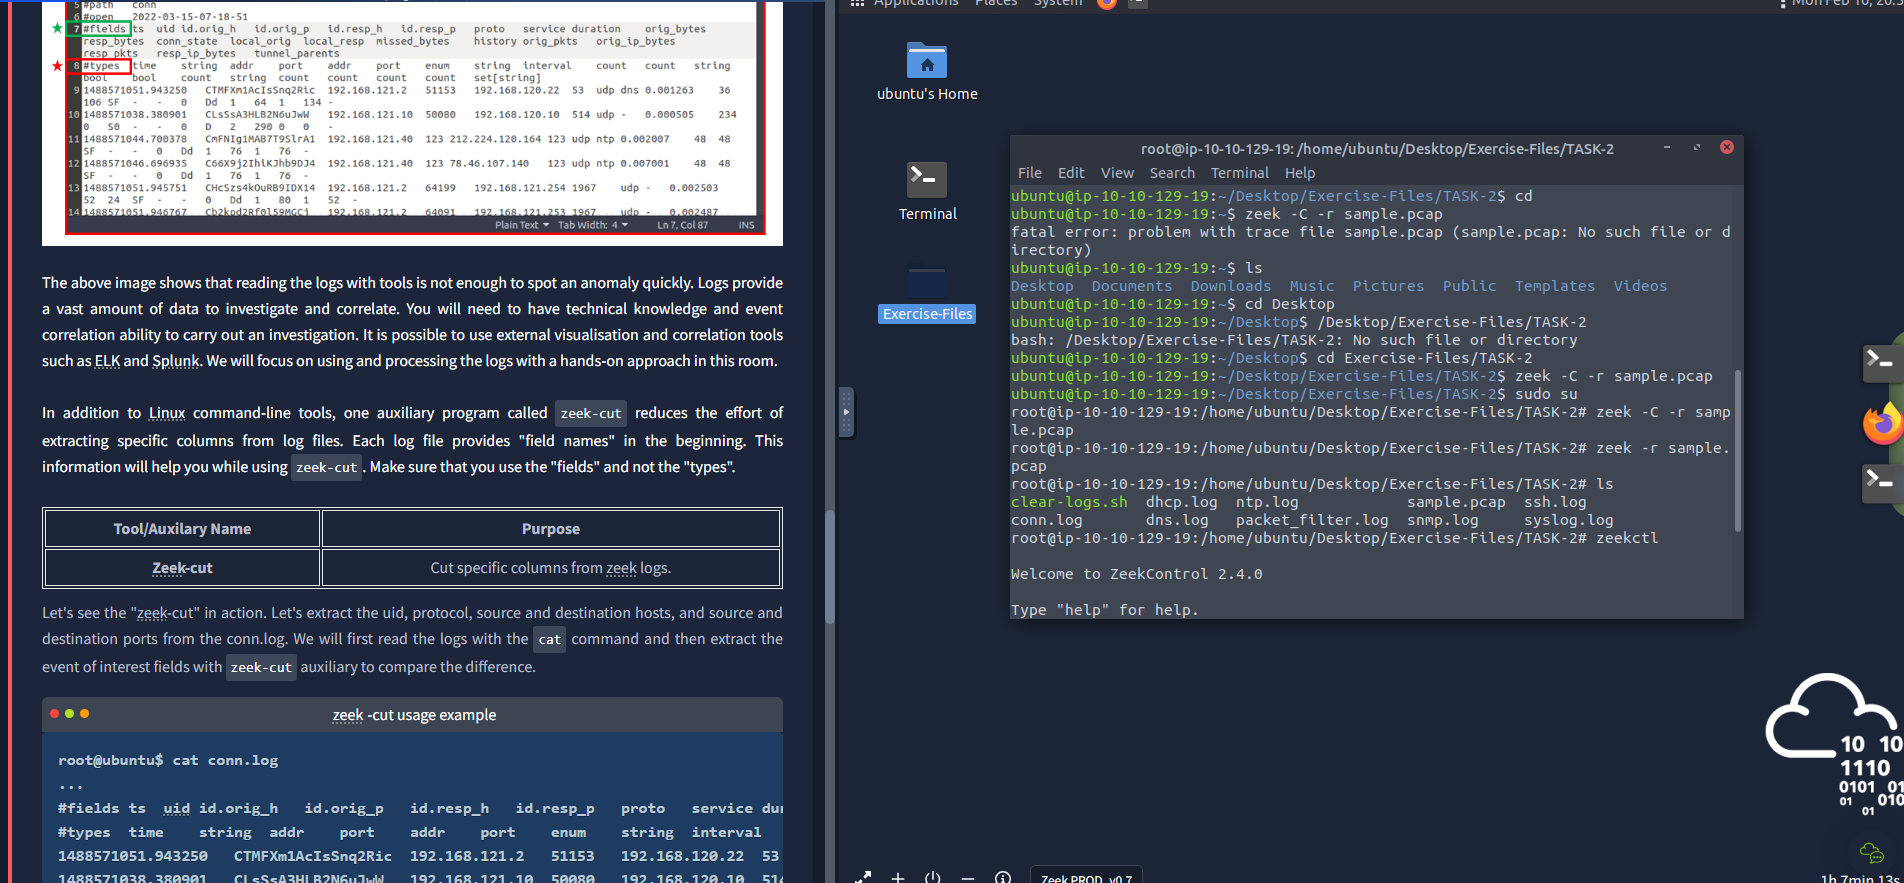 5 #path conn
6 #open 2022-03-15-07-18-51
7 #fields ts uid id.orig_h id.orig_p id.resp_h id.resp_p proto service duration orig_bytes
resp_bytes conn_state local_orig local_resp missed_bytes history orig_pkts orig_ip_bytes
resp_pkts resp_ip_bytes tunnel_parents
8 #types time string addr port addr port enum string interval count count string
bool bool count string count count count count set[string]
9 1488571051.943250 CTMFXm1AcIsSnq2Ric 192.168.121.2 51153 192.168.120.22 53 udp dns 0.001263 36
106 SF - - 0 Dd 1 64 1 134 -
10 1488571038.380901 CLsSsA3HLB2N6uJwW 192.168.121.10 50080 192.168.120.10 514 udp - 0.000505 234
0 S0 - - 0 D 2 290 0 0 -
11 1488571044.700378 CmFNIg1MAB7T9SlrA1 192.168.121.40 123 212.224.120.164 123 udp ntp 0.002007 48 48
SF - - 0 Dd 1 76 1 76 -
12 1488571046.696935 C66X9j2IhlKJhb9DJ4 192.168.121.40 123 78.46.107.140 123 udp ntp 0.007001 48 48
SF - - 0 Dd 1 76 1 76 -
13 1488571051.945751 CHcSzs4kOuRB9IDX14 192.168.121.2 64199 192.168.121.254 1967 udp - 0.002503
52 24 SF - - 0 Dd 1 80 1 52 -
14 1488571051.946767 Cb2kpd2Rf0l59MGCj 192.168.121.2 64091 192.168.121.253 1967 udp - 0.002487
Plain Text Tab Width: 4 Ln 7, Col 87 INS
The above image shows that reading the logs with tools is not enough to spot an anomaly quickly. Logs provide
a vast amount of data to investigate and correlate. You will need to have technical knowledge and event
correlation ability to carry out an investigation. It is possible to use external visualisation and correlation tools
such as ELK and Splunk. We will focus on using and processing the logs with a hands-on approach in this room.
In addition to Linux command-line tools, one auxiliary program called zeek-cut reduces the effort of
extracting specific columns from log files. Each log file provides "field names" in the beginning. This
information will help you while using zeek-cut. Make sure that you use the "fields" and not the "types".
Tool/Auxilary Name Purpose
Zeek-cut Cut specific columns from zeek logs.
Let's see the "zeek-cut" in action. Let's extract the uid, protocol, source and destination hosts, and source and
destination ports from the conn.log. We will first read the logs with the cat command and then extract the
event of interest fields with zeek-cut auxiliary to compare the difference.
zeek -cut usage example
root@ubuntu$ cat conn.log
...
#fields ts uid id.orig_h id.orig_p id.resp_h id.resp_p proto service dur
#types time string addr port addr port enum string interval
1488571051.943250 CTMFXm1AcIsSnq2Ric 192.168.121.2 51153 192.168.120.22 53
1488571038.380901 CLsSsA3HLB2N6uJwW 192.168.121.10 50080 192.168.120.10 514
Applications Places System Mon Feb 10, 20:
ubuntu's Home
Terminal
Exercise-Files
root@ip-10-10-129-19: /home/ubuntu/Desktop/Exercise-Files/TASK-2
File Edit View Search Terminal Help
ubuntu@ip-10-10-129-19:~/Desktop/Exercise-Files/TASK-2$ cd
ubuntu@ip-10-10-129-19:~$ zeek -C -r sample.pcap
fatal error: problem with trace file sample.pcap (sample.pcap: No such file or d
irectory)
ubuntu@ip-10-10-129-19:~$ ls
Desktop Documents Downloads Music Pictures Public Templates Videos
ubuntu@ip-10-10-129-19:~$ cd Desktop
ubuntu@ip-10-10-129-19:~/Desktop$ /Desktop/Exercise-Files/TASK-2
bash: /Desktop/Exercise-Files/TASK-2: No such file or directory
ubuntu@ip-10-10-129-19:~/Desktop$ cd Exercise-Files/TASK-2
ubuntu@ip-10-10-129-19:~/Desktop/Exercise-Files/TASK-2$ zeek -C -r sample.pcap
ubuntu@ip-10-10-129-19:~/Desktop/Exercise-Files/TASK-2$ sudo su
root@ip-10-10-129-19:/home/ubuntu/Desktop/Exercise-Files/TASK-2# zeek -C -r samp
le.pcap
root@ip-10-10-129-19:/home/ubuntu/Desktop/Exercise-Files/TASK-2# zeek -r sample.
pcap
root@ip-10-10-129-19:/home/ubuntu/Desktop/Exercise-Files/TASK-2# ls
clear-logs.sh dhcp.log ntp.log sample.pcap ssh.log
conn.log dns.log packet_filter.log snmp.log syslog.log
root@ip-10-10-129-19:/home/ubuntu/Desktop/Exercise-Files/TASK-2# zeekctl
Welcome to ZeekControl 2.4.0
Type "help" for help.
10 10
1110
0101 01
01 010
01
Zeek PROD_v0.7
1h 7min 13s